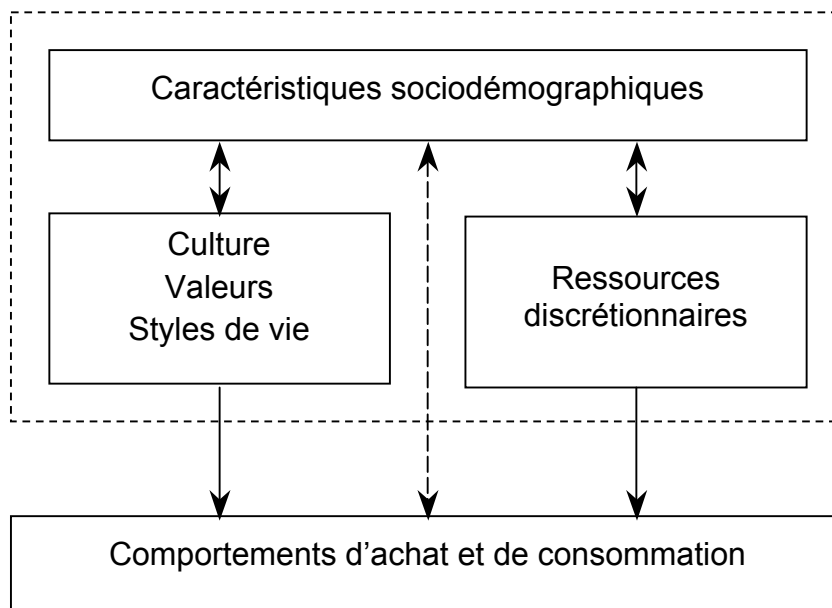 Caractéristiques sociodémographiques
Culture
Valeurs
Styles de vie
Ressources
discrétionnaires
Comportements d’achat et de consommation